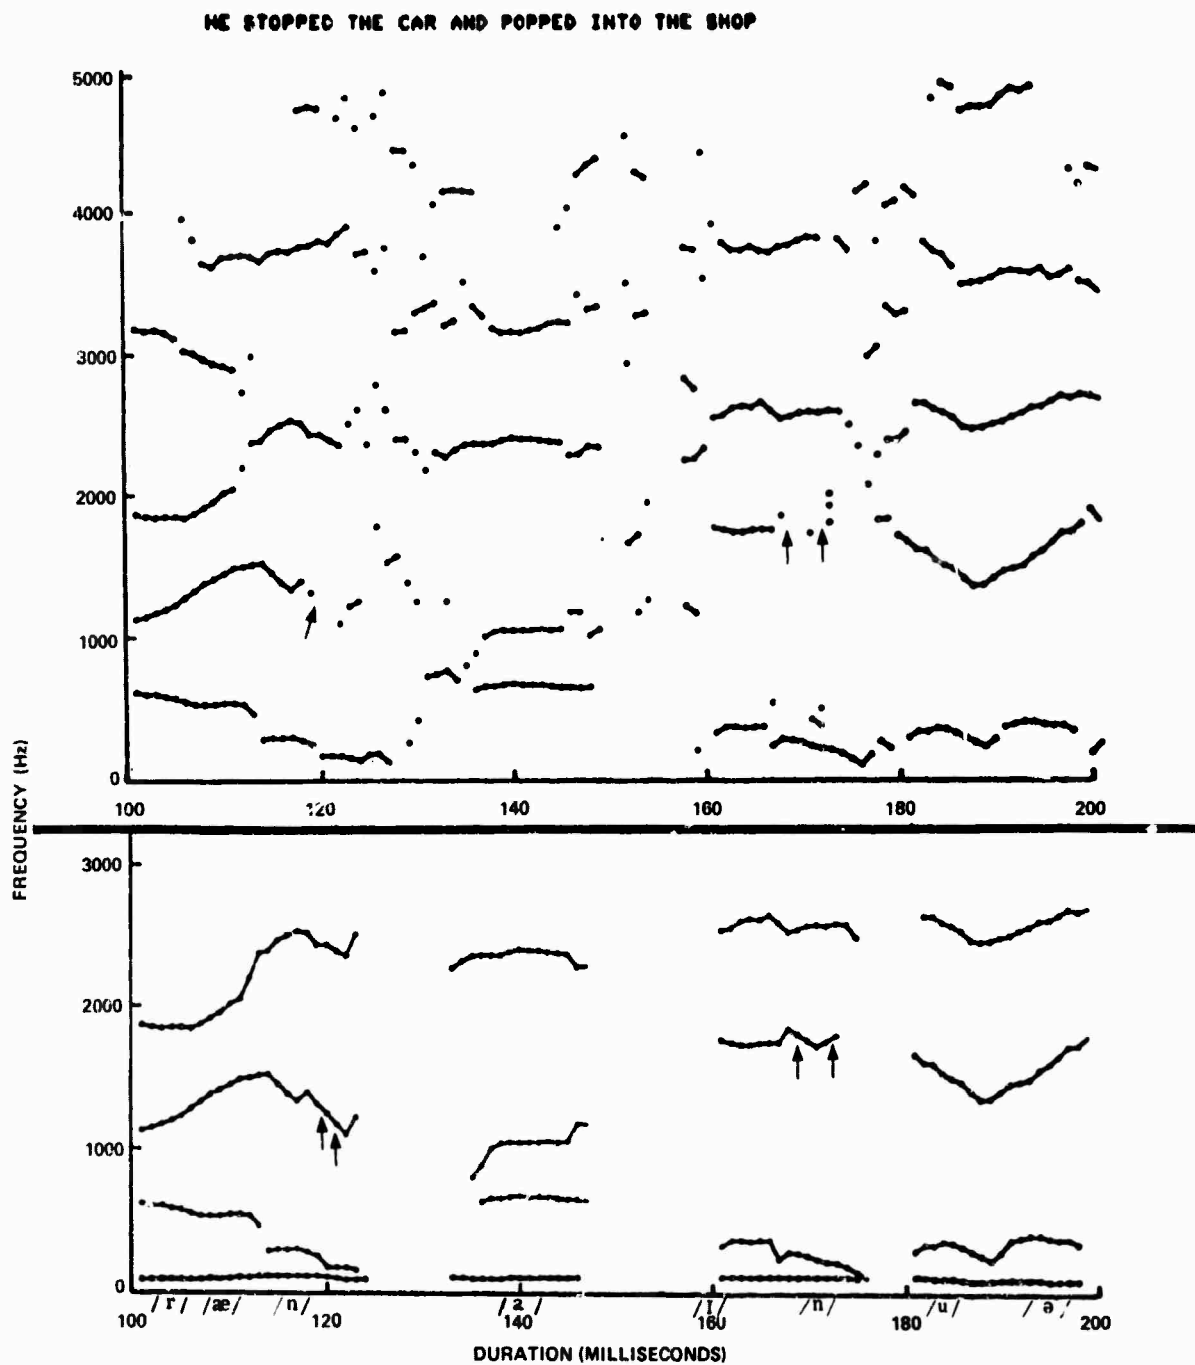 HE STOPPED THE CAR AND POPPED INTO THE SHOP
5000
4000
3000
2000
1000
0
100 120 140 160 180 200
FREQUENCY (Hz)
3000
2000
1000
0
/r/ /æ/ /n/ /ɪ/ /n/ /u/ /ə/
100 120 140 160 180 200
DURATION (MILLISECONDS)